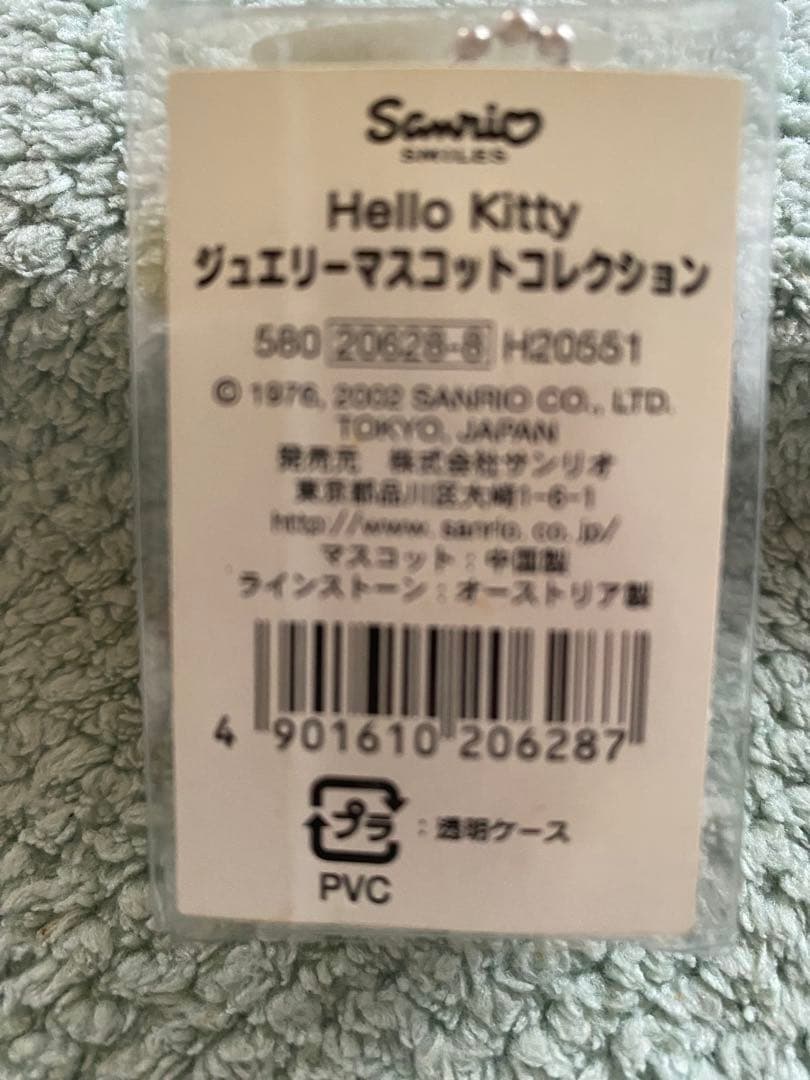 Sanrio
SMILES
Hello Kitty
ジュエリーマスコットコレクション
580 20628-8 H20551
© 1976, 2002 SANRIO CO., LTD.
TOKYO, JAPAN
発売元 株式会社サンリオ
東京都品川区大崎1-6-1
http://www.sanrio.co.jp/
マスコット:中国製
ラインストーン:オーストリア製
4 901610 206287
プラ :透明ケース
PVC